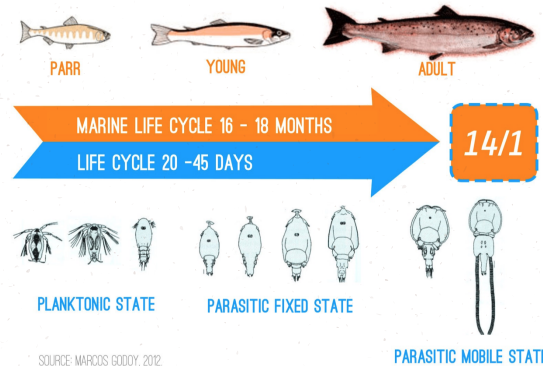 PARR
YOUNG
ADULT
MARINE LIFE CYCLE 16 - 18 MONTHS
LIFE CYCLE 20 -45 DAYS
14/1
PLANKTONIC STATE
PARASITIC FIXED STATE
PARASITIC MOBILE STATE
SOURCE: MARCOS GODOY, 2012